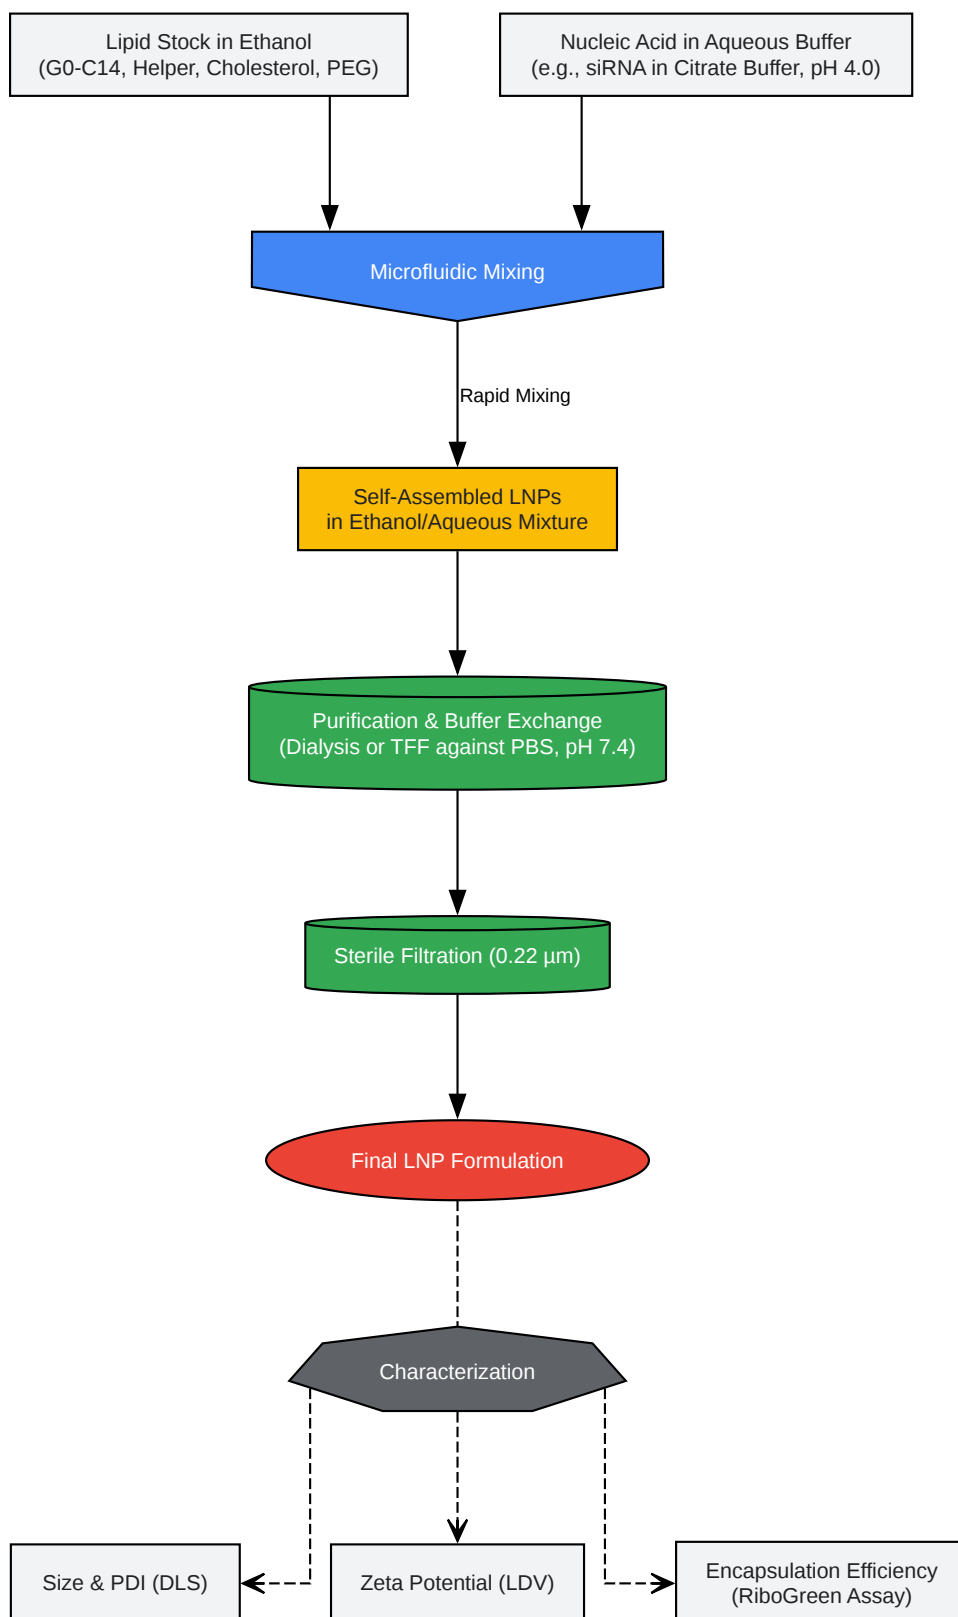 Lipid Stock in Ethanol
(G0-C14, Helper, Cholesterol, PEG)
Nucleic Acid in Aqueous Buffer
(e.g., siRNA in Citrate Buffer, pH 4.0)
Microfluidic Mixing
Rapid Mixing
Self-Assembled LNPs
in Ethanol/Aqueous Mixture
Purification & Buffer Exchange
(Dialysis or TFF against PBS, pH 7.4)
Sterile Filtration (0.22 µm)
Final LNP Formulation
Characterization
Size & PDI (DLS)
Zeta Potential (LDV)
Encapsulation Efficiency
(RiboGreen Assay)